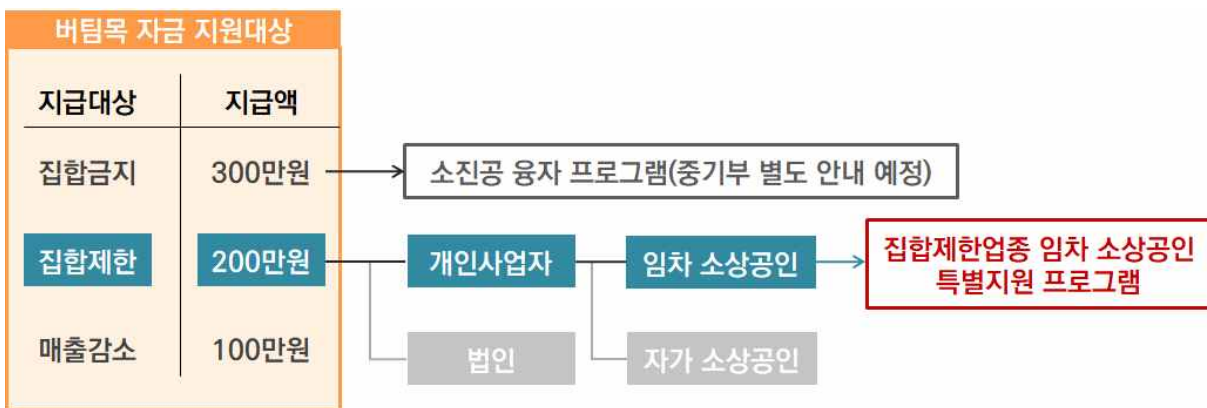 버팀목 자금 지원대상
지급대상 지급액
집합금지 300만원 소진공 융자 프로그램(중기부 별도 안내 예정)
집합제한 200만원 개인사업자 임차 소상공인 집합제한업종 임차 소상공인
특별지원 프로그램
매출감소 100만원 법인 자가 소상공인